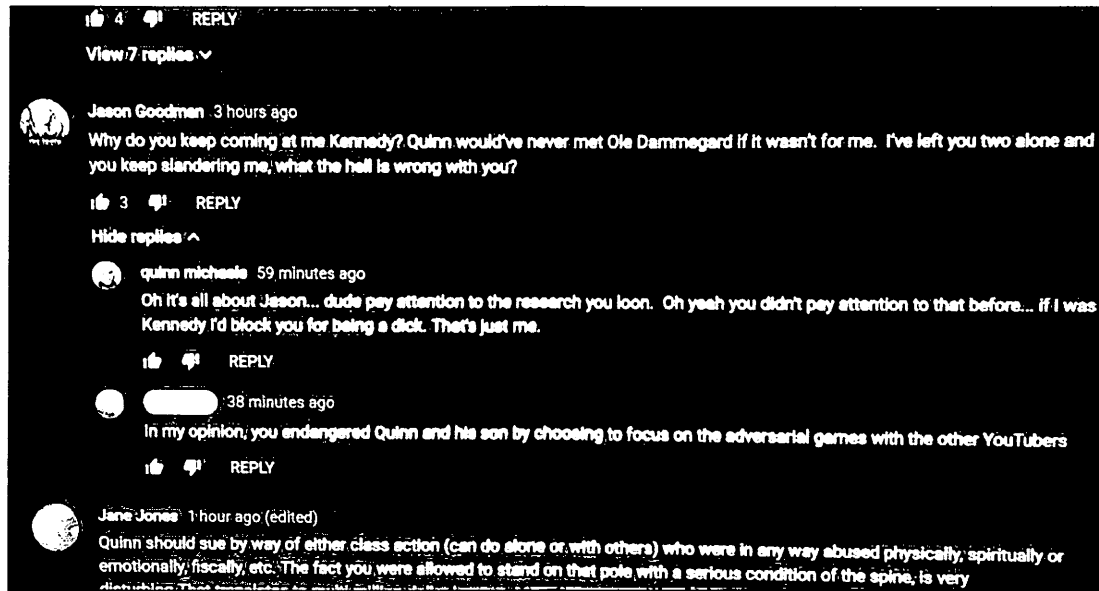 4 REPLY
View 7 replies
Jason Goodman 3 hours ago
Why do you keep coming at me Kennedy? Quinn would've never met Ole Dammegard if it wasn't for me. I've left you two alone and
you keep slandering me, what the hell is wrong with you?
3 REPLY
Hide replies
quinn michaels 59 minutes ago
Oh it's all about Jason... dude pay attention to the research you loon. Oh yeah you didn't pay attention to that before... if I was
Kennedy I'd block you for being a dick. That's just me.
REPLY
38 minutes ago
In my opinion, you endangered Quinn and his son by choosing to focus on the adversarial games with the other YouTubers
REPLY
Jane Jones 1 hour ago (edited)
Quinn should sue by way of either class action (can do alone or with others) who were in any way abused physically, spiritually or
emotionally, fiscally, etc. The fact you were allowed to stand on that pole with a serious condition of the spine, is very